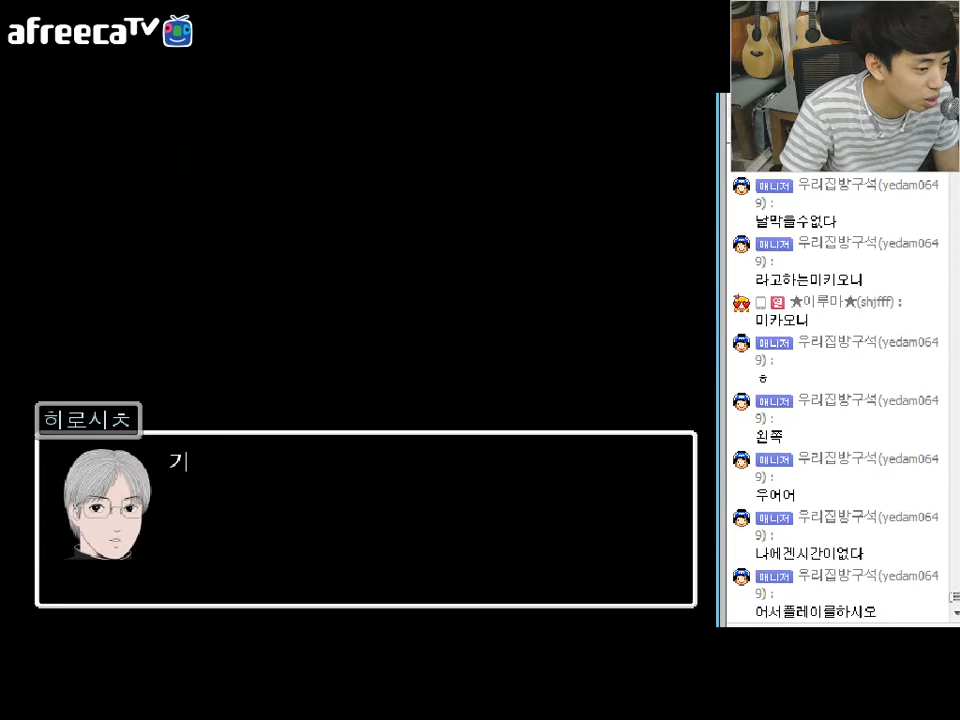 afreecaTV
매니저 우리집방구석(yedam064
9) :
날막을수없다
매니저 우리집방구석(yedam064
9) :
라고하는미키오니
열 ★이루마★(shjffff) :
미카오니
매니저 우리집방구석(yedam064
9) :
ㅎ
매니저 우리집방구석(yedam064
9) :
왼쪽
매니저 우리집방구석(yedam064
9) :
우어어
매니저 우리집방구석(yedam064
9) :
나에겐시간이없다
매니저 우리집방구석(yedam064
9) :
어서플레이를하시오
히로시ㅊ
기